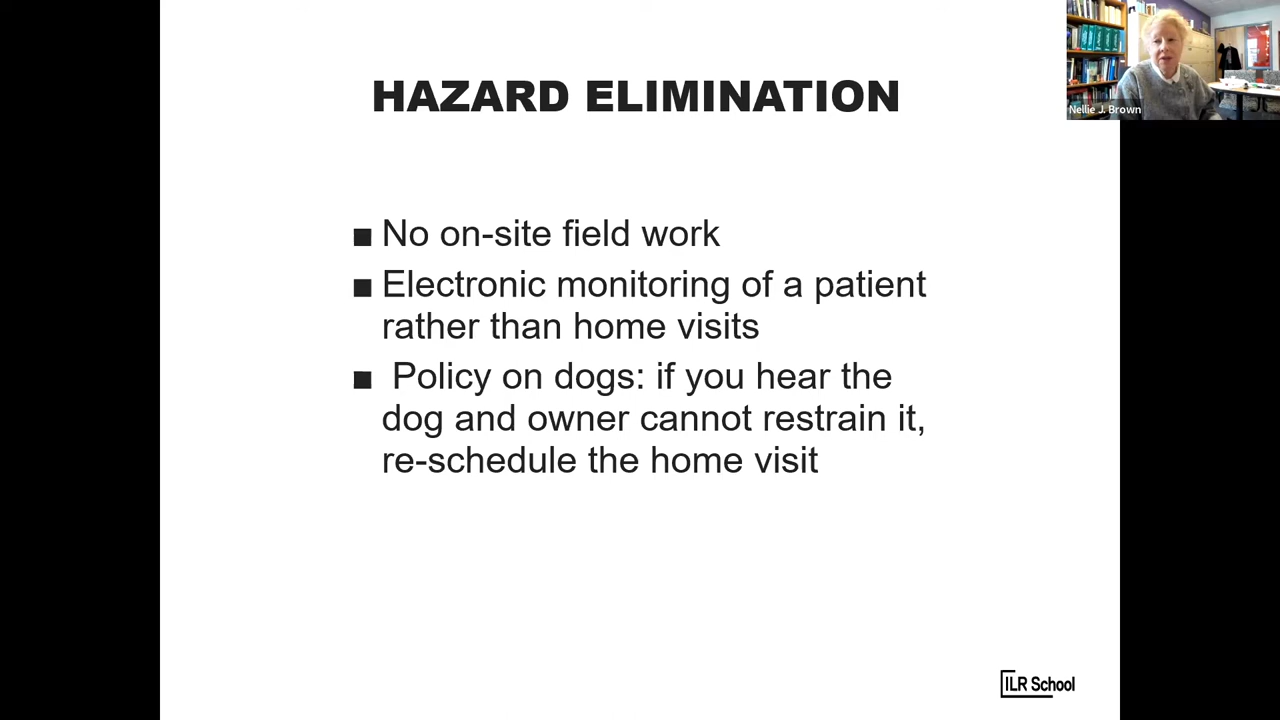 HAZARD ELIMINATION
Nellie J. Brown
■ No on-site field work
■ Electronic monitoring of a patient
rather than home visits
■ Policy on dogs: if you hear the
dog and owner cannot restrain it,
re-schedule the home visit
ILR School